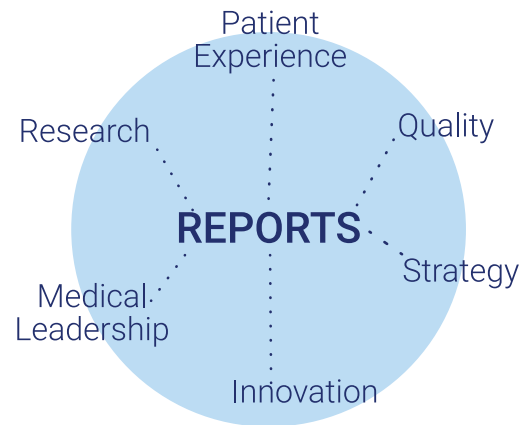 Patient
Experience
Research
Quality
REPORTS
Strategy
Medical
Leadership
Innovation